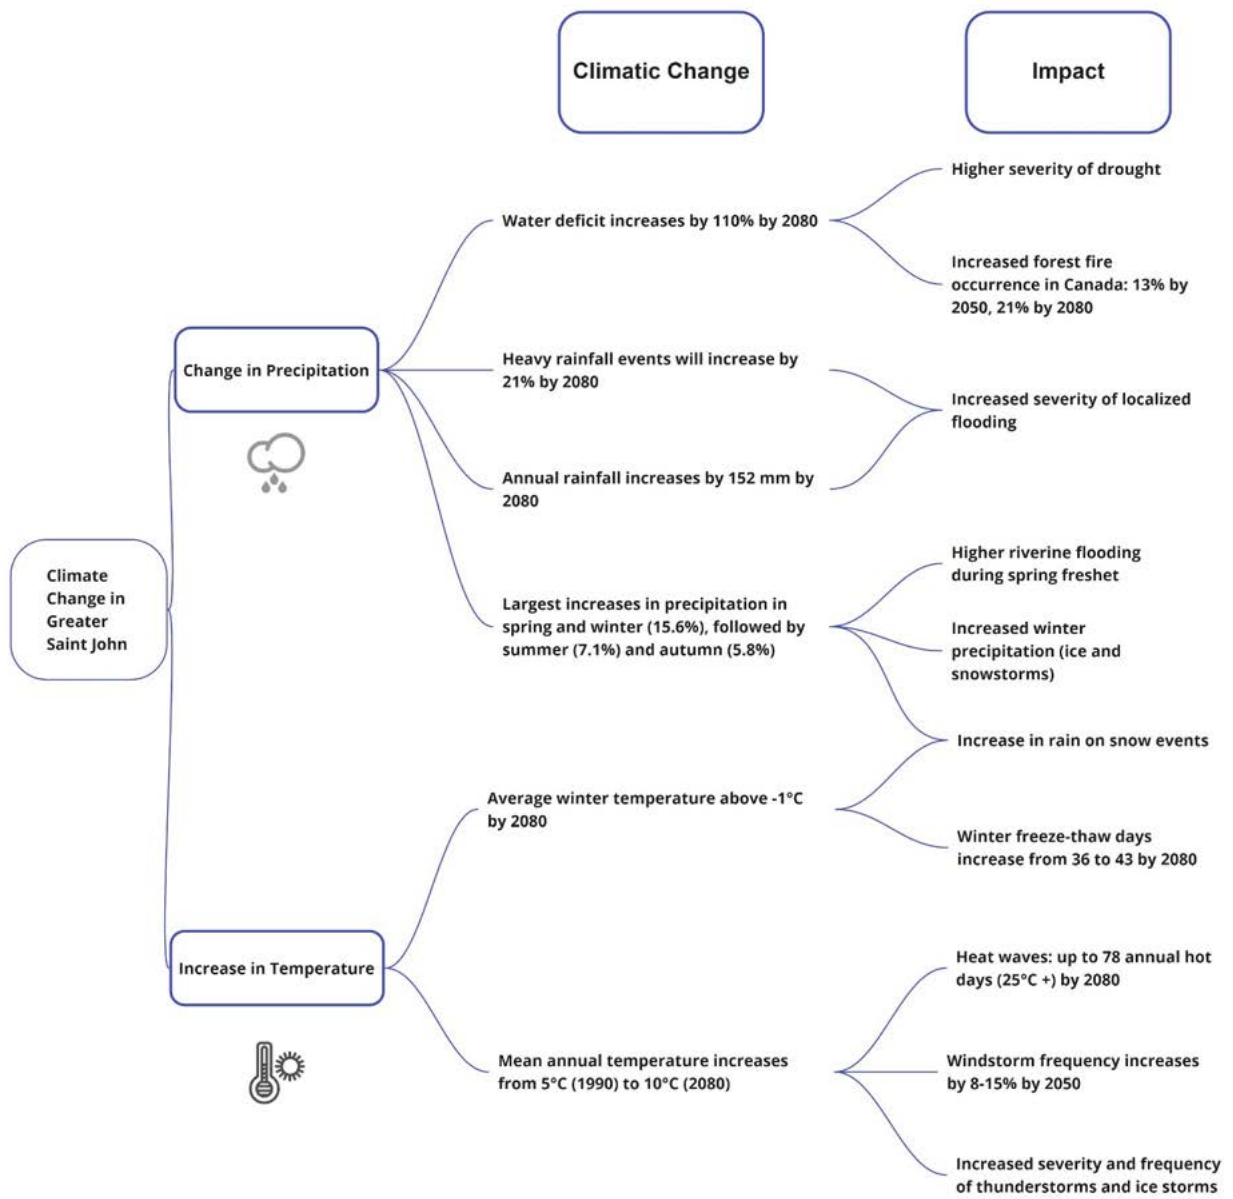 Climatic Change
Impact
Climate
Change in
Greater
Saint John
Change in Precipitation
Water deficit increases by 110% by 2080
Higher severity of drought
Increased forest fire
occurrence in Canada: 13% by
2050, 21% by 2080
Heavy rainfall events will increase by
21% by 2080
Annual rainfall increases by 152 mm by
2080
Increased severity of localized
flooding
Largest increases in precipitation in
spring and winter (15.6%), followed by
summer (7.1%) and autumn (5.8%)
Higher riverine flooding
during spring freshet
Increased winter
precipitation (ice and
snowstorms)
Increase in rain on snow events
Increase in Temperature
Average winter temperature above -1°C
by 2080
Winter freeze-thaw days
increase from 36 to 43 by 2080
Mean annual temperature increases
from 5°C (1990) to 10°C (2080)
Heat waves: up to 78 annual hot
days (25°C +) by 2080
Windstorm frequency increases
by 8-15% by 2050
Increased severity and frequency
of thunderstorms and ice storms